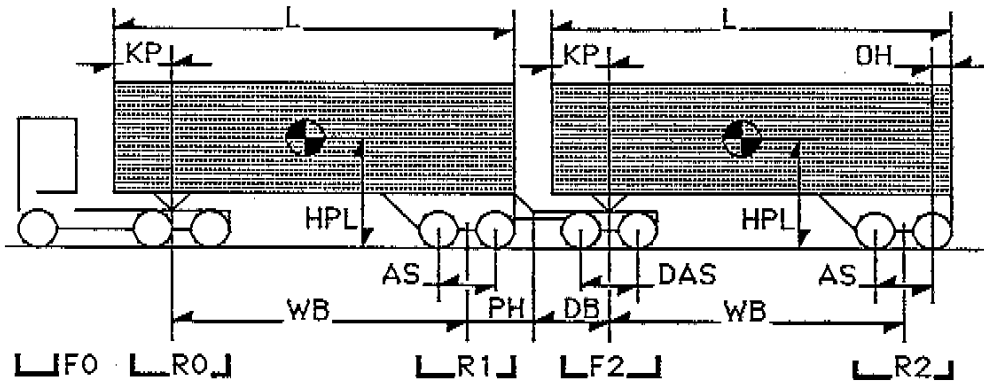 L L
KP KP OH
HPL HPL
AS DAS AS
WB PH DB WB
F0 R0 R1 F2 R2